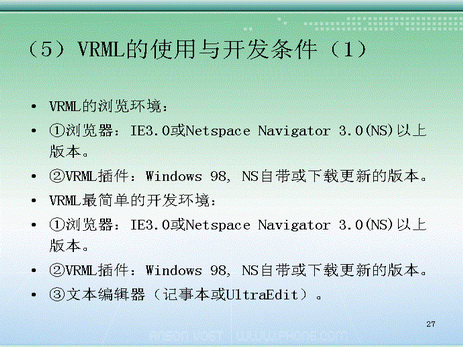 （5）VRML的使用与开发条件（1）
• VRML的浏览环境：
• ①浏览器：IE3.0或Netspace Navigator 3.0(NS)以上
版本。
• ②VRML插件：Windows 98, NS自带或下载更新的版本。
• VRML最简单的开发环境：
• ①浏览器：IE3.0或Netspace Navigator 3.0(NS)以上
版本。
• ②VRML插件：Windows 98, NS自带或下载更新的版本。
• ③文本编辑器（记事本或UltraEdit）。
27